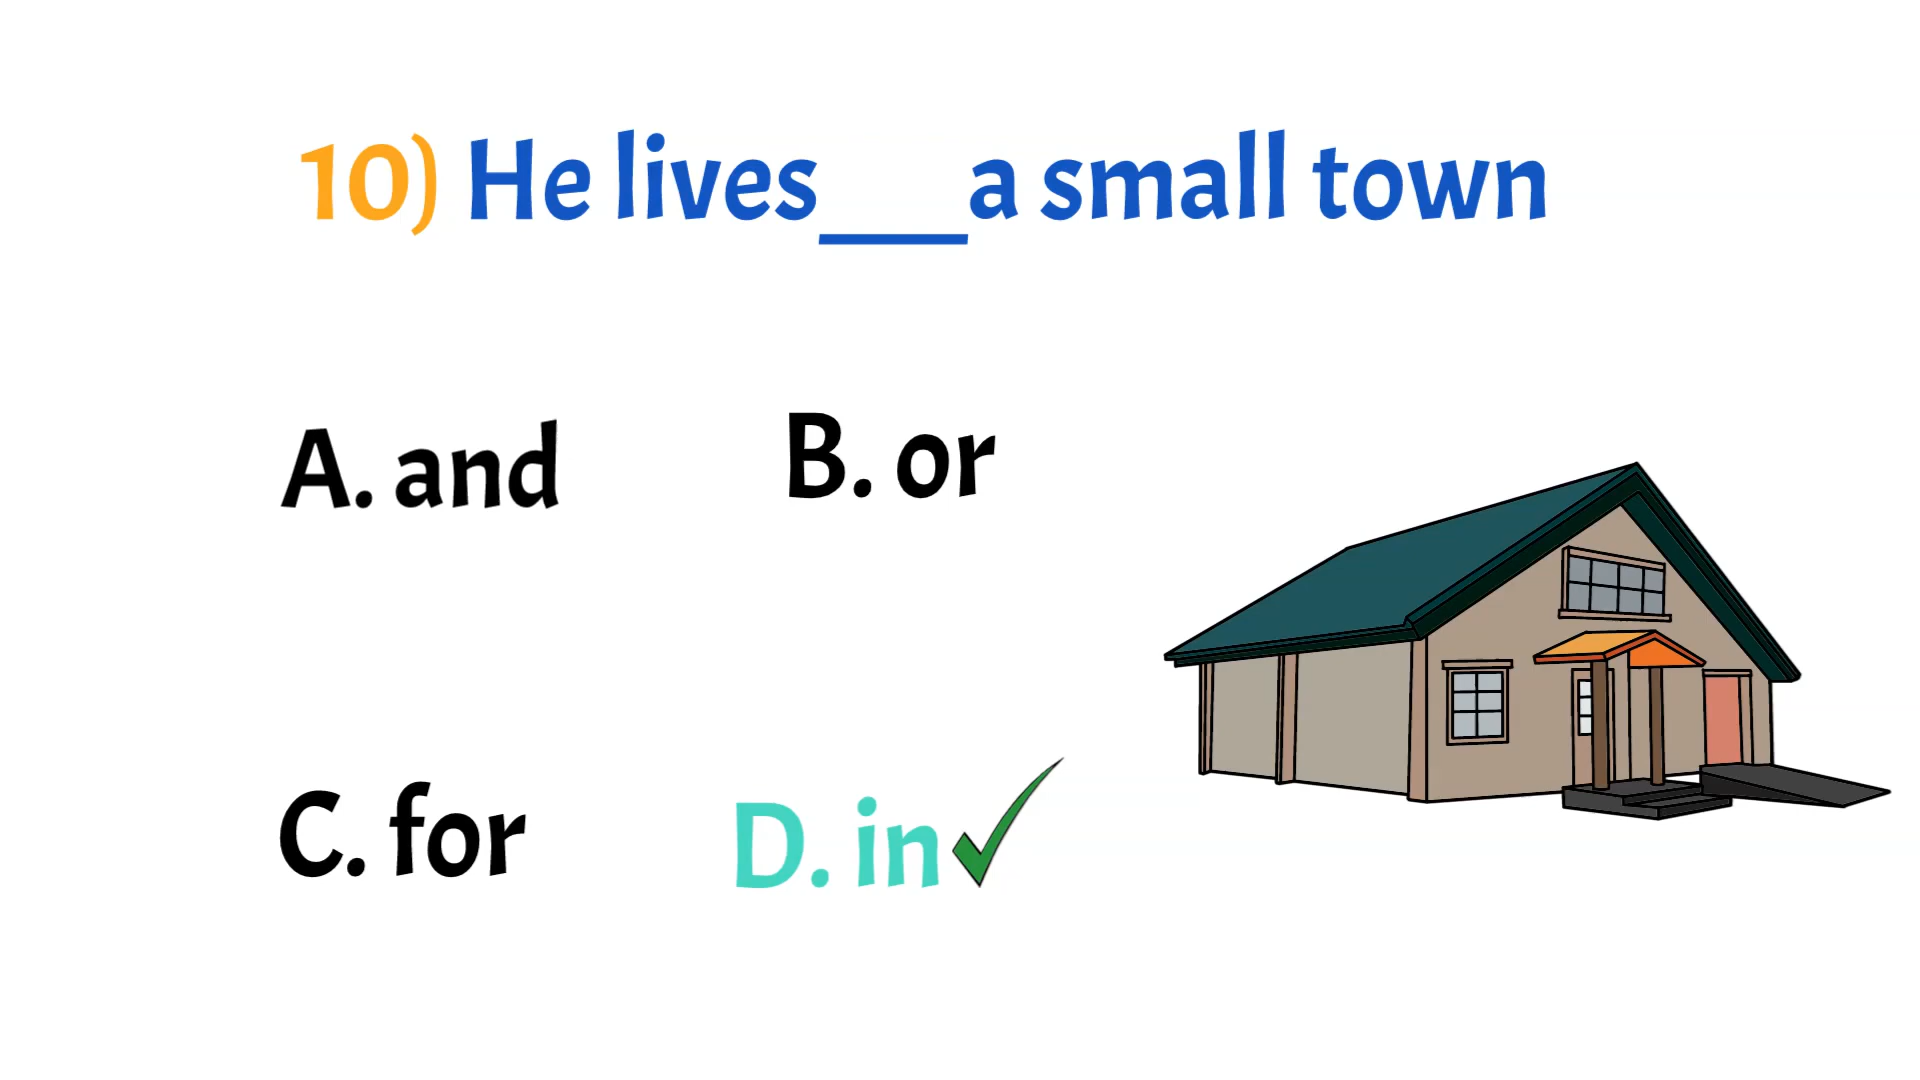 10) He lives___a small town
A. and
B. or
C. for
D. in